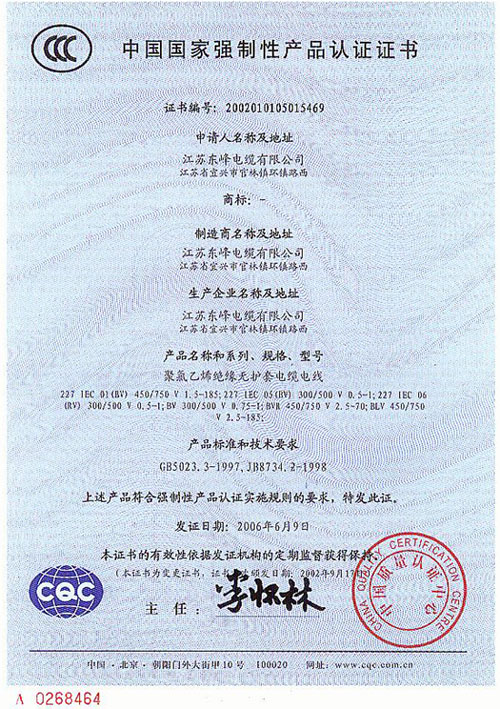 CCC
中国国家强制性产品认证证书
证书编号: 2002010105015469
申请人名称及地址
江苏东峰电缆有限公司
江苏省宜兴市官林镇环镇路西
商标: -
制造商名称及地址
江苏东峰电缆有限公司
江苏省宜兴市官林镇环镇路西
生产企业名称及地址
江苏东峰电缆有限公司
江苏省宜兴市官林镇环镇路西
产品名称和系列、规格、型号
聚氯乙烯绝缘无护套电缆电线
227 IEC 01(BV) 450/750 V 1.5-185; 227 IEC 05(BV) 300/500 V 0.5-1; 227 IEC 06
(RV) 300/500 V 0.5-1; BV 300/500 V 0.75-1; BVR 450/750 V 2.5-70; BLV 450/750
V 2.5-185;
产品标准和技术要求
GB5023.3-1997, JB8734.2-1998
上述产品符合强制性产品认证实施规则的要求，特发此证。
发证日期: 2006年6月9日
本证书的有效性依据发证机构的定期监督获得保持。
(本证书为变更证书，证书 颁发日期: 2002年9月17
CQC
主任: 李怀林
CHINA QUALITY CERTIFICATION CENTRE
中国质量认证中心
中国·北京·朝阳门外大街甲10号 100020 网址: www.cqc.com.cn
A 0268464